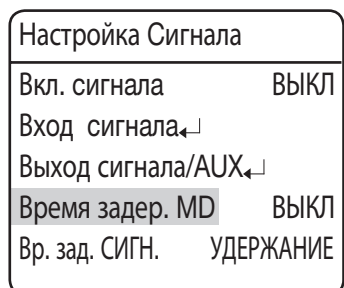 Настройка Сигнала
Вкл. сигнала ВЫКЛ
Вход сигнала↵
Выход сигнала/AUX↵
Время задер. MD ВЫКЛ
Вр. зад. СИГН. УДЕРЖАНИЕ